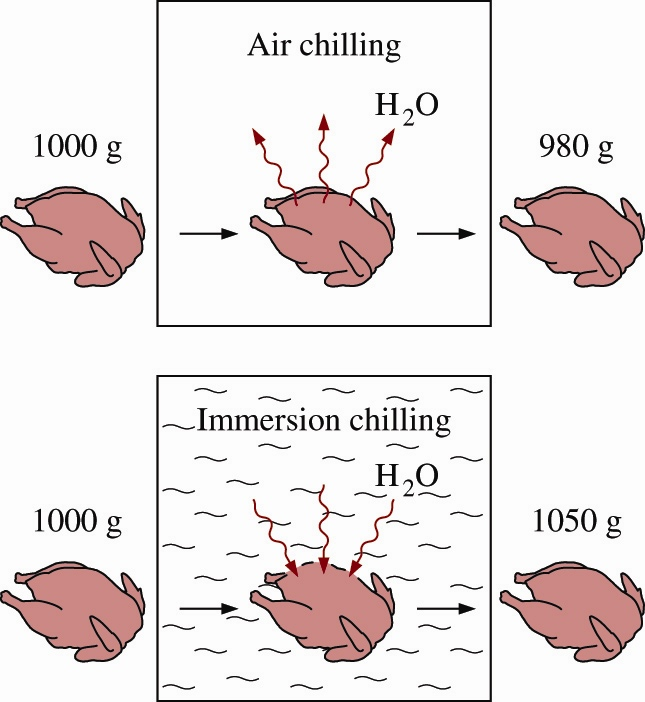 Air chilling
H₂O
1000 g
980 g
Immersion chilling
H₂O
1000 g
1050 g